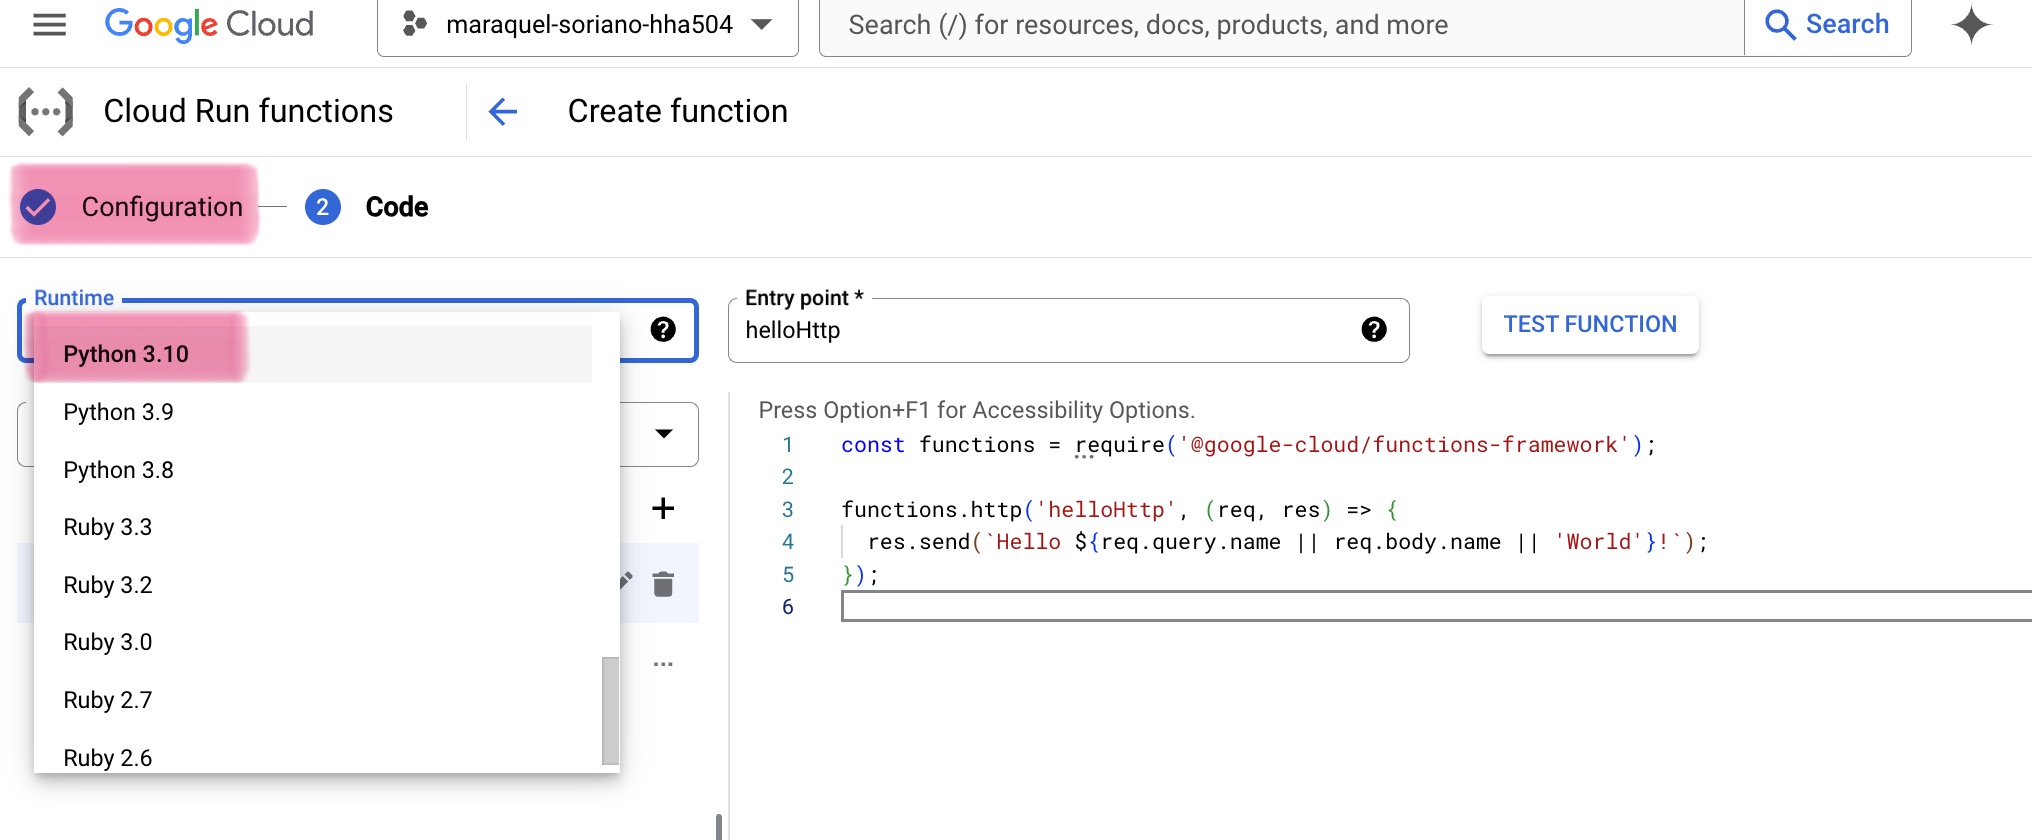 Google Cloud
maraquel-soriano-hha504
Search (/) for resources, docs, products, and more
Search
Cloud Run functions
Create function
Configuration
2 Code
Runtime
Python 3.10
Python 3.9
Python 3.8
Ruby 3.3
Ruby 3.2
Ruby 3.0
Ruby 2.7
Ruby 2.6
Entry point *
helloHttp
TEST FUNCTION
Press Option+F1 for Accessibility Options.
1 const functions = require('@google-cloud/functions-framework');
2
3 functions.http('helloHttp', (req, res) => {
4 res.send(`Hello ${req.query.name || req.body.name || 'World'}!`);
5 });
6